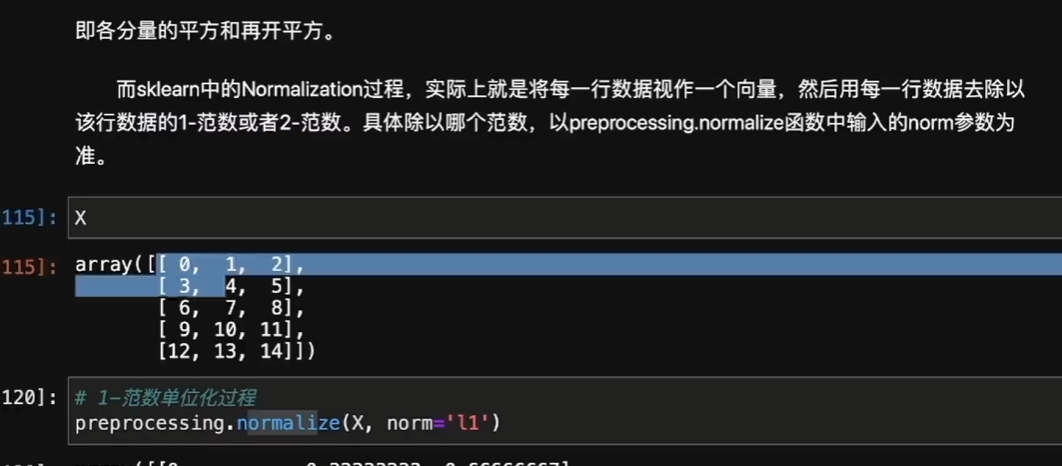 即各分量的平方和再开平方。
而sklearn中的Normalization过程，实际上就是将每一行数据视作一个向量，然后用每一行数据去除以
该行数据的1-范数或者2-范数。具体除以哪个范数，以preprocessing.normalize函数中输入的norm参数为
准。
115]: X
115]: array([[ 0, 1, 2],
[ 3, 4, 5],
[ 6, 7, 8],
[ 9, 10, 11],
[12, 13, 14]])
120]: # 1-范数单位化过程
preprocessing.normalize(X, norm='l1')